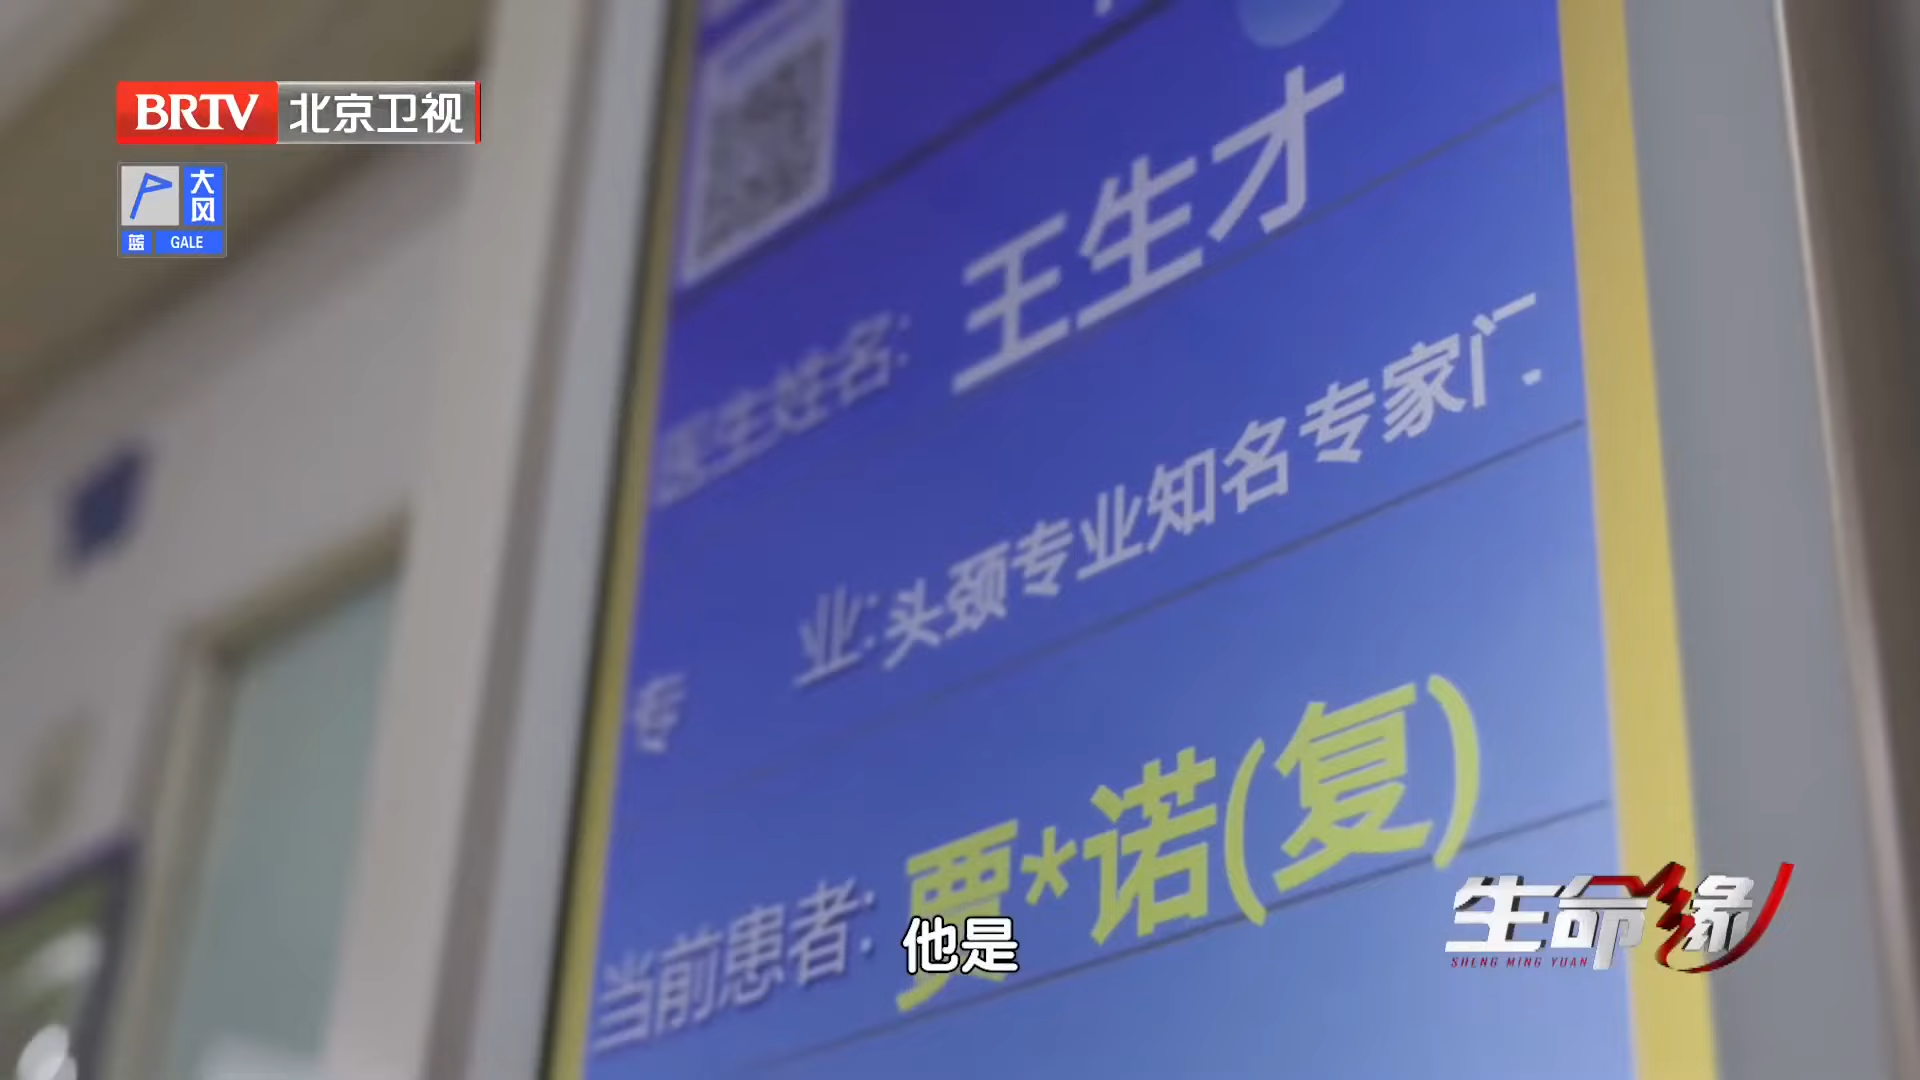 BRTV 北京卫视
大风
蓝 GALE
医生姓名: 王生才
专 业: 头颈专业知名专家门
当前患者: 贾*诺(复)
他是
生命缘
SHENG MING YUAN